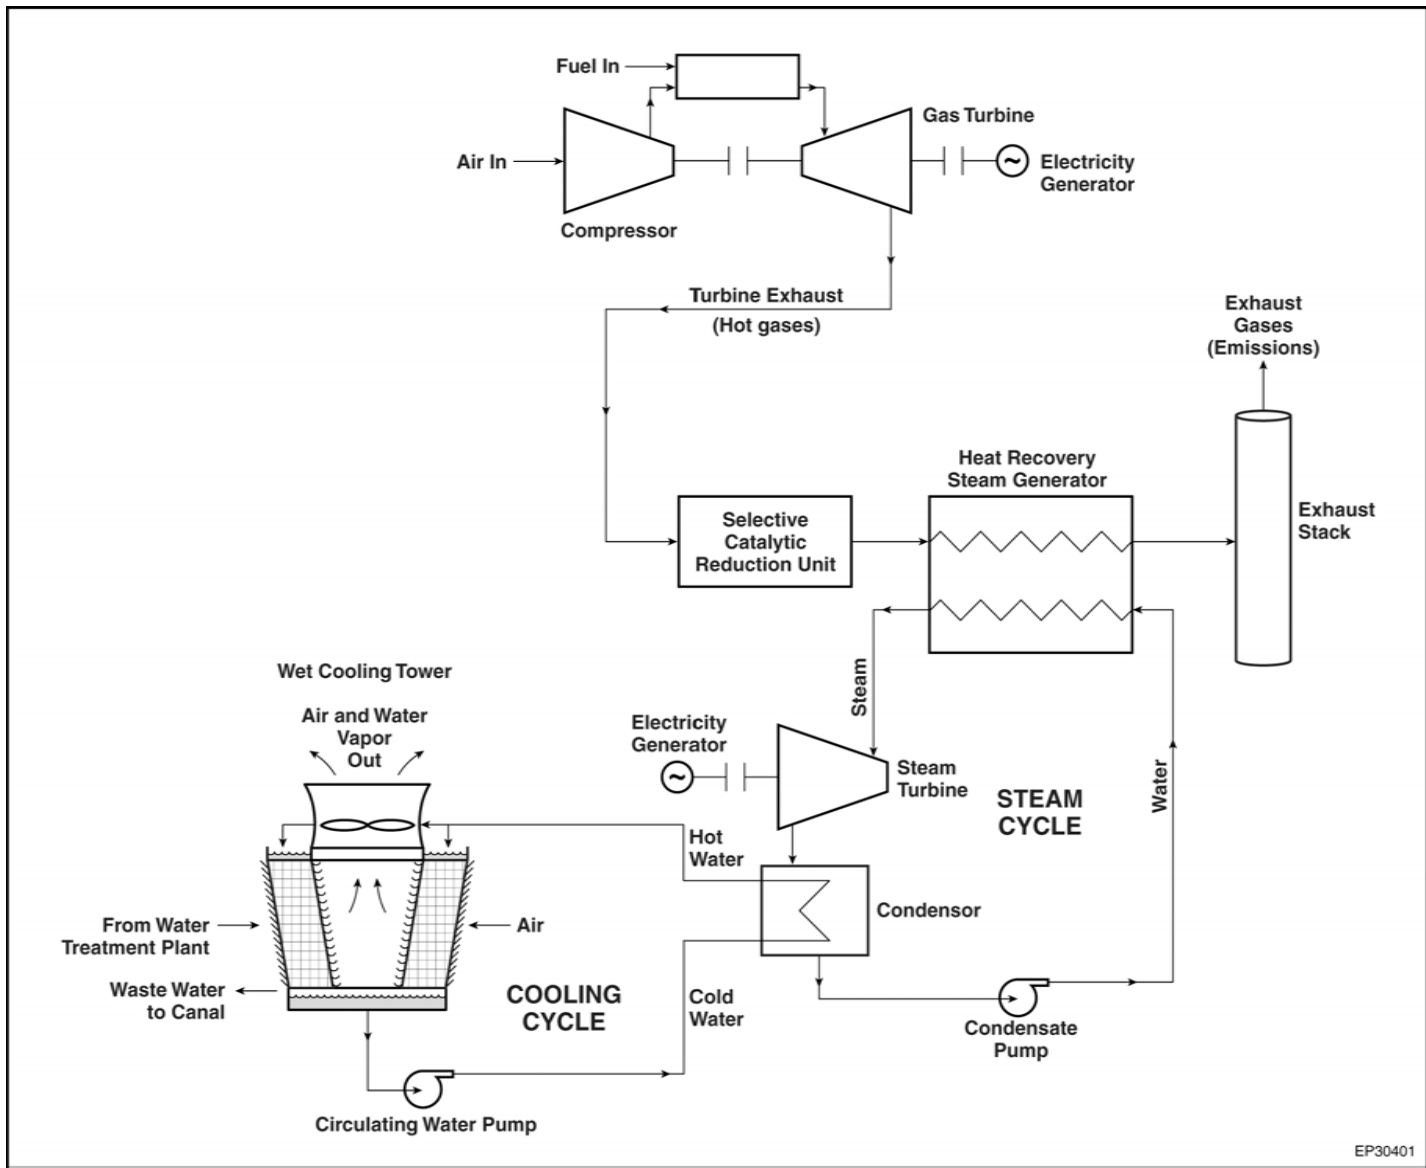 Fuel In
Gas Turbine
Air In
Electricity
Generator
Compressor
Turbine Exhaust
(Hot gases)
Exhaust
Gases
(Emissions)
Heat Recovery
Steam Generator
Selective
Catalytic
Reduction Unit
Exhaust
Stack
Wet Cooling Tower
Air and Water
Vapor
Out
Steam
Electricity
Generator
Steam
Turbine
STEAM
CYCLE
Water
Hot
Water
Condensor
From Water
Treatment Plant
Air
Waste Water
to Canal
COOLING
CYCLE
Cold
Water
Condensate
Pump
Circulating Water Pump
EP30401